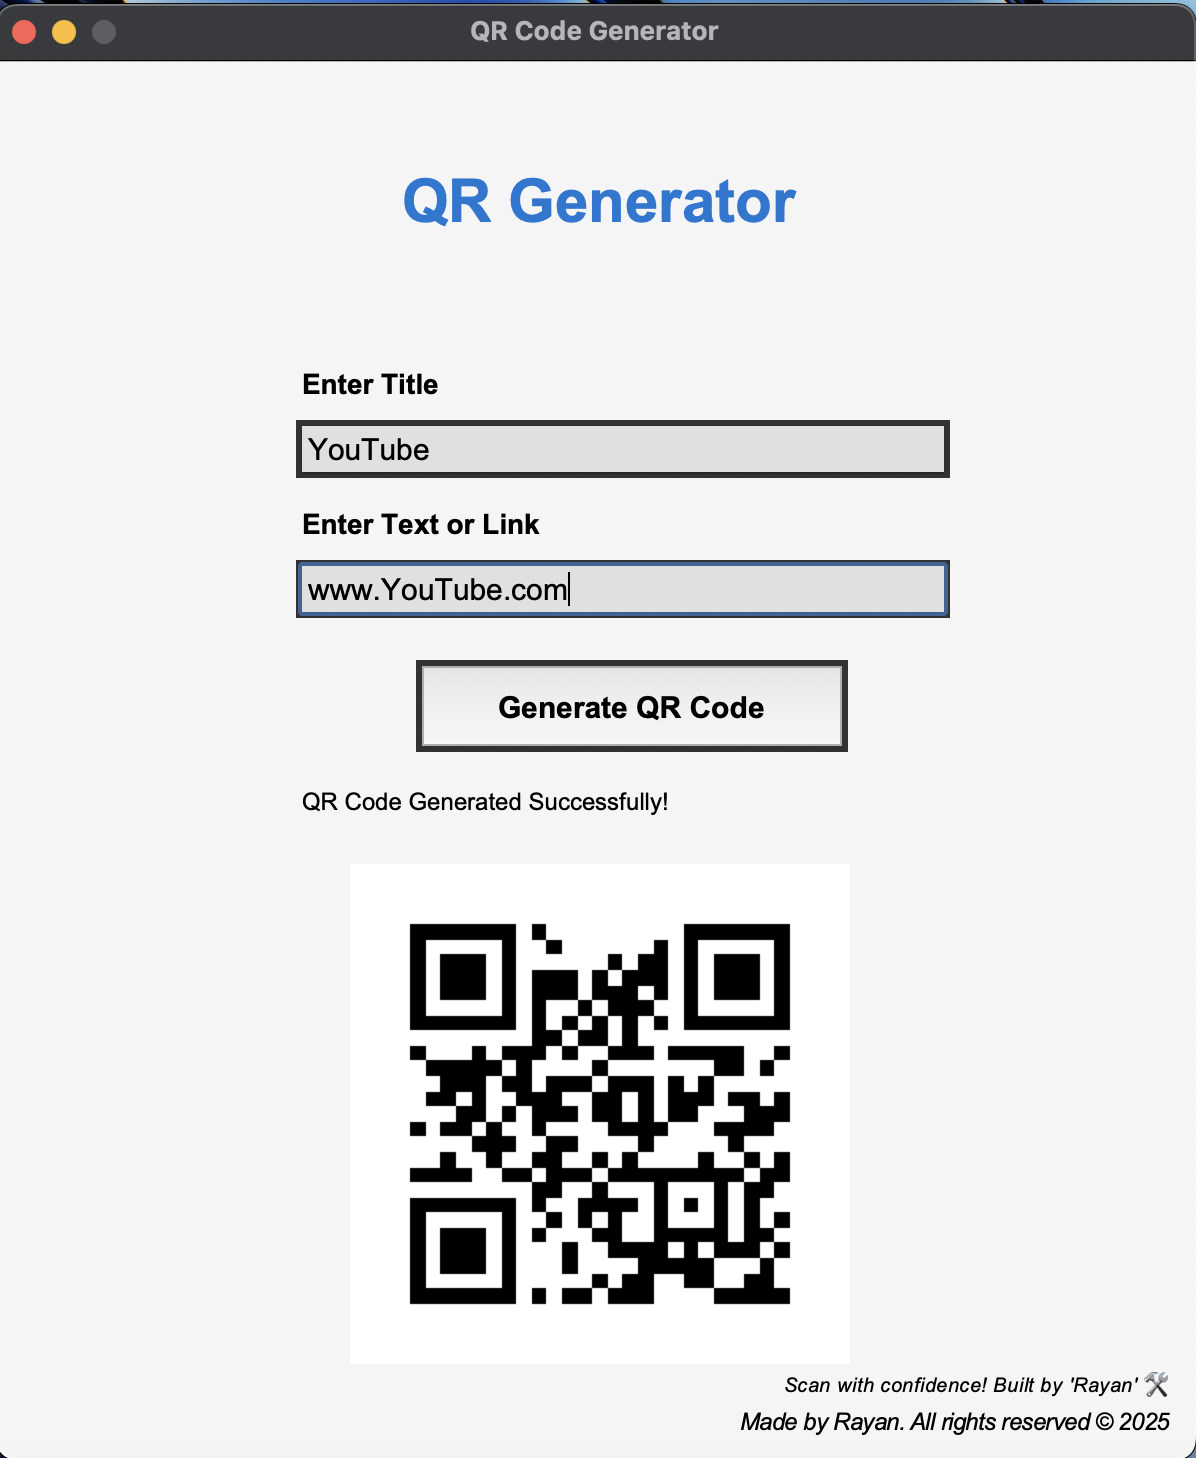 QR Code Generator
QR Generator
Enter Title
YouTube
Enter Text or Link
www.YouTube.com
Generate QR Code
QR Code Generated Successfully!
Scan with confidence! Built by 'Rayan' 🛠️
Made by Rayan. All rights reserved © 2025